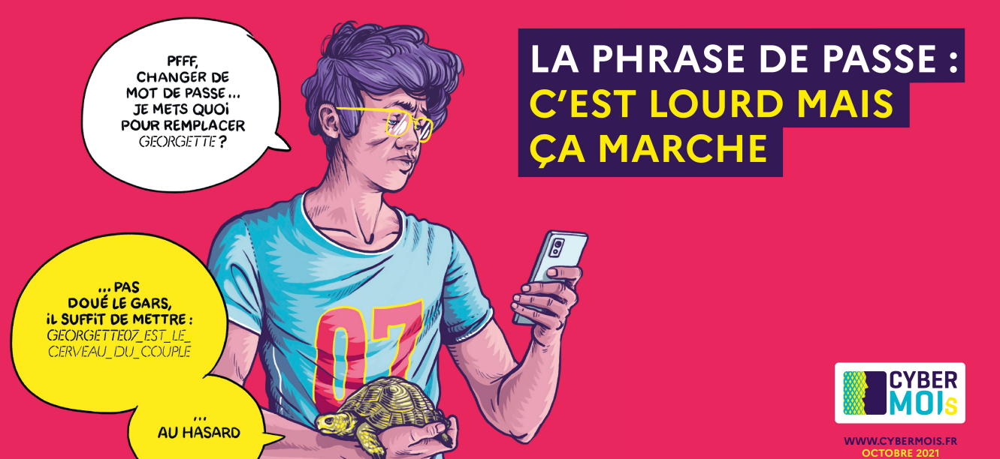 PFFF,
CHANGER DE
MOT DE PASSE...
JE METS QUOi
POUR REMPLACER
GEORGETTE ?
LA PHRASE DE PASSE :
C'EST LOURD MAIS
ÇA MARCHE
...PAS
DOUÉ LE GARS,
iL SUFFiT DE METTRE :
GEORGETTE07_EST_LE_
CERVEAU_DU_COUPLE
...
AU HASARD
07
CYBER
MOIs
WWW.CYBERMOIS.FR
OCTOBRE 2021